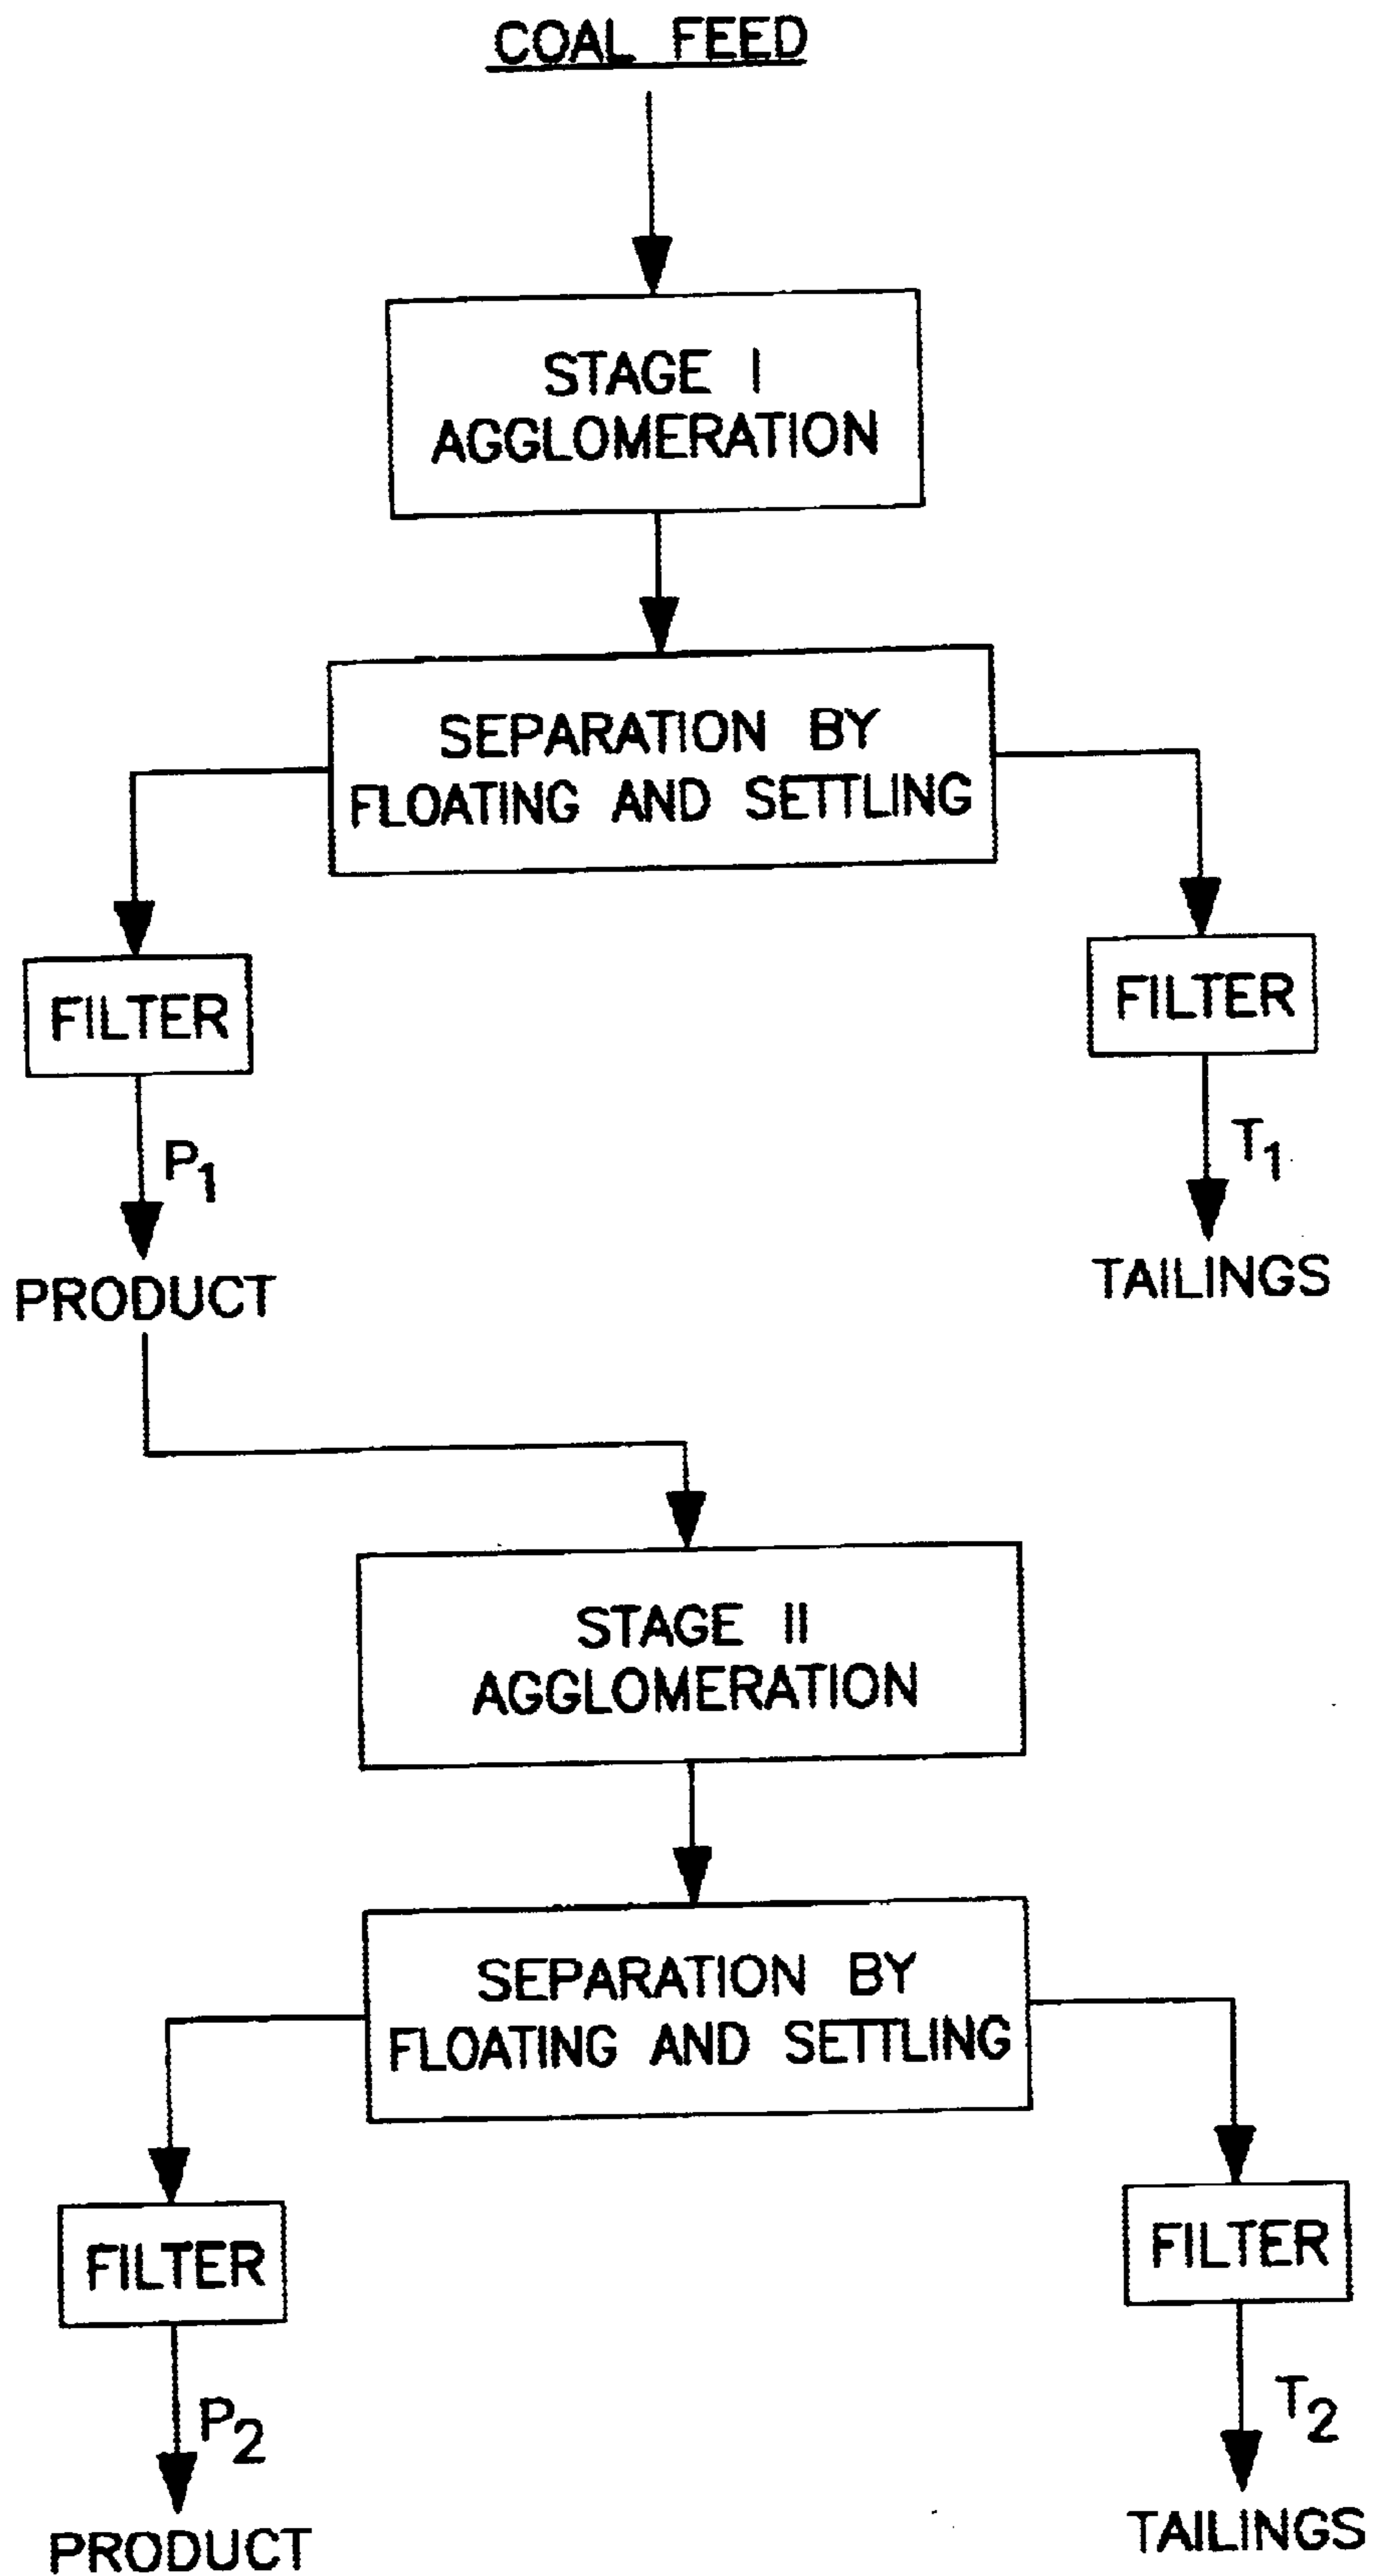 COAL FEED
STAGE I
AGGLOMERATION
SEPARATION BY
FLOATING AND SETTLING
FILTER
FILTER
P1
T1
PRODUCT
TAILINGS
STAGE II
AGGLOMERATION
SEPARATION BY
FLOATING AND SETTLING
FILTER
FILTER
P2
T2
PRODUCT
TAILINGS